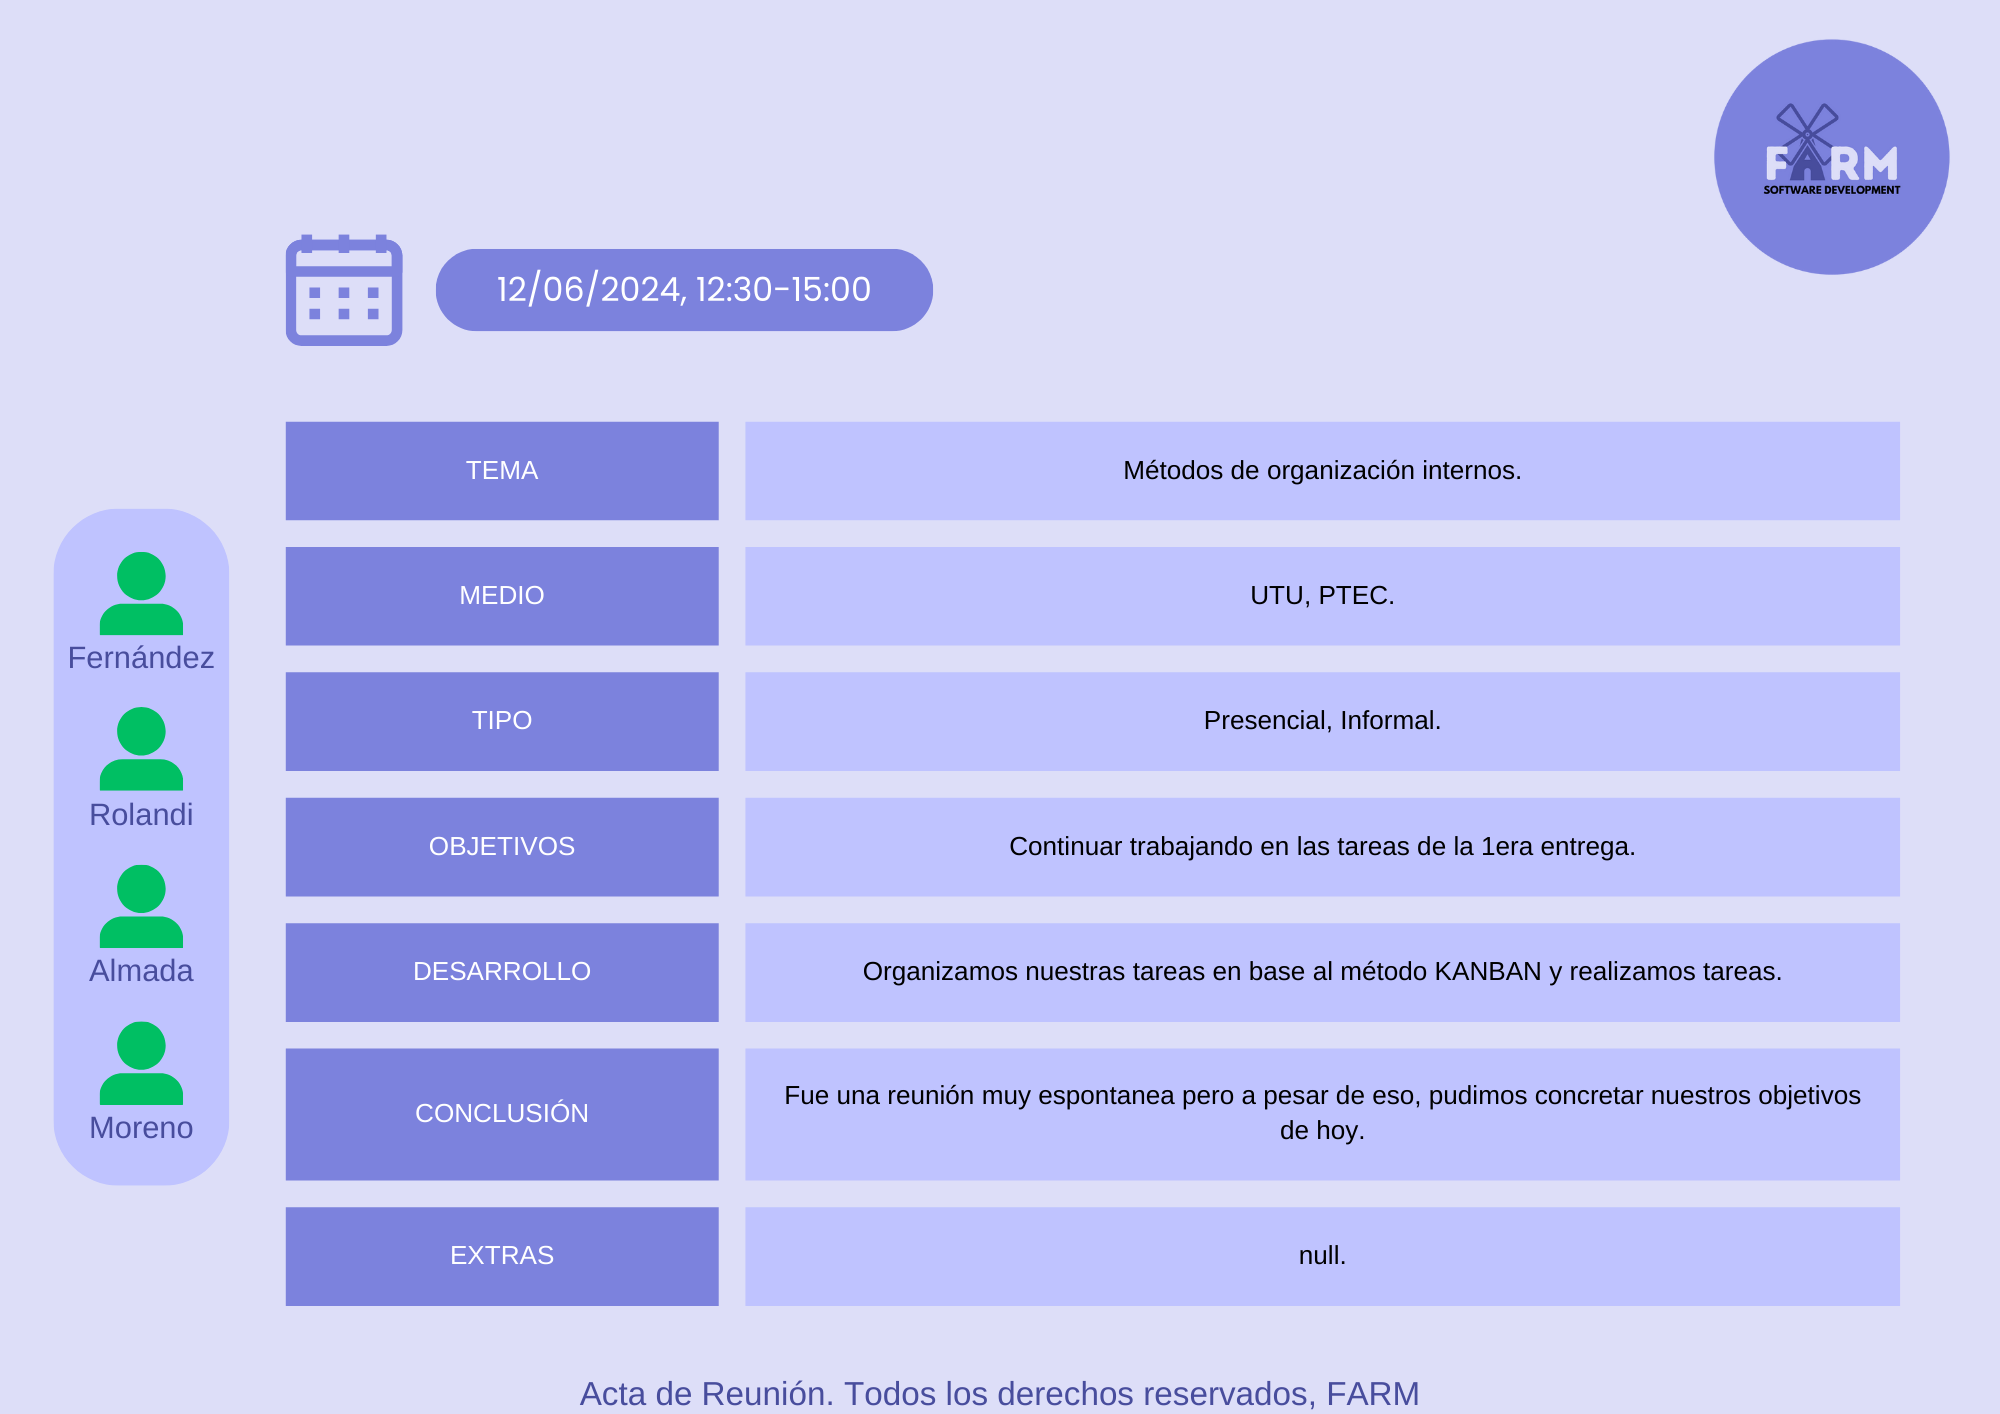 FARM
SOFTWARE DEVELOPMENT
12/06/2024, 12:30-15:00
Fernández
Rolandi
Almada
Moreno
TEMA
Métodos de organización internos.
MEDIO
UTU, PTEC.
TIPO
Presencial, Informal.
OBJETIVOS
Continuar trabajando en las tareas de la 1era entrega.
DESARROLLO
Organizamos nuestras tareas en base al método KANBAN y realizamos tareas.
CONCLUSIÓN
Fue una reunión muy espontanea pero a pesar de eso, pudimos concretar nuestros objetivos
de hoy.
EXTRAS
null.
Acta de Reunión. Todos los derechos reservados, FARM